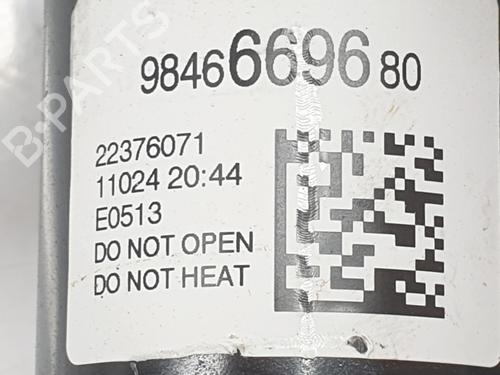 9846669680
22376071
11024 20:44
E0513
DO NOT OPEN
DO NOT HEAT
B-PARTS